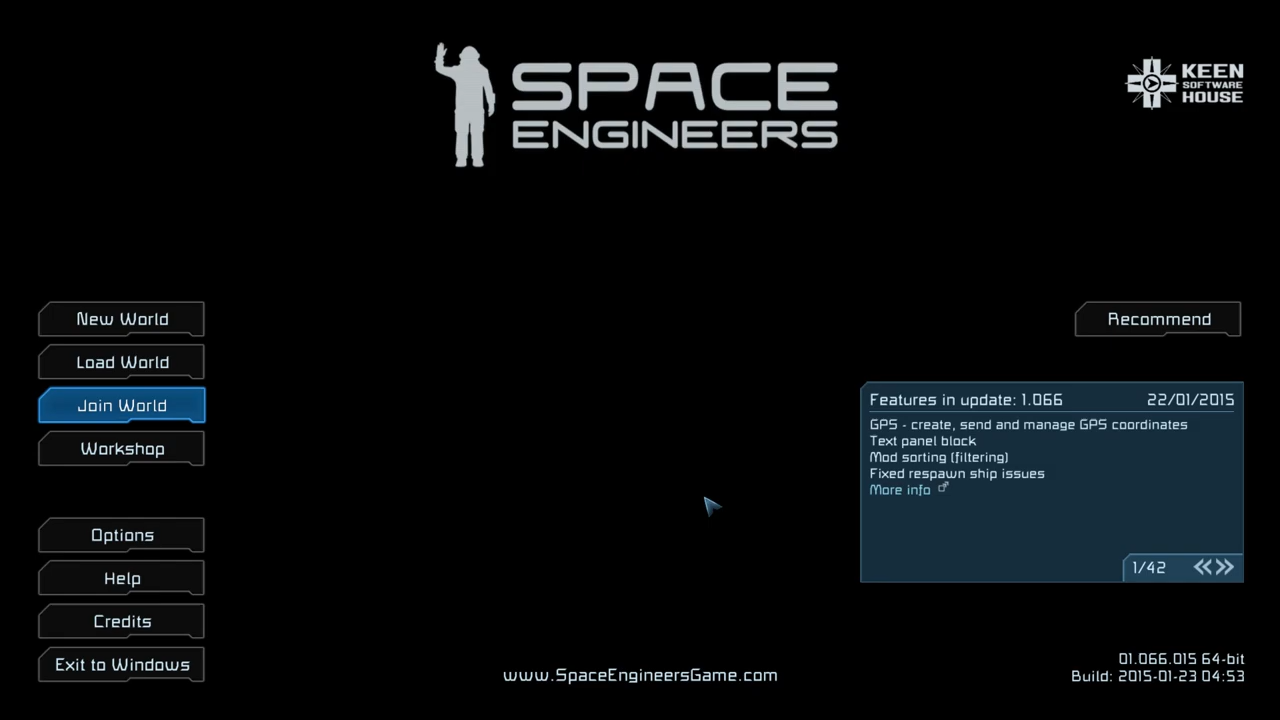 SPACE
ENGINEERS
KEEN
SOFTWARE
HOUSE
New World
Load World
Join World
Workshop
Options
Help
Credits
Exit to Windows
Recommend
Features in update: 1.066 22/01/2015
GPS - create, send and manage GPS coordinates
Text panel block
Mod sorting (filtering)
Fixed respawn ship issues
More info
1/42
www.SpaceEngineersGame.com
01.066.015 64-bit
Build: 2015-01-23 04:53